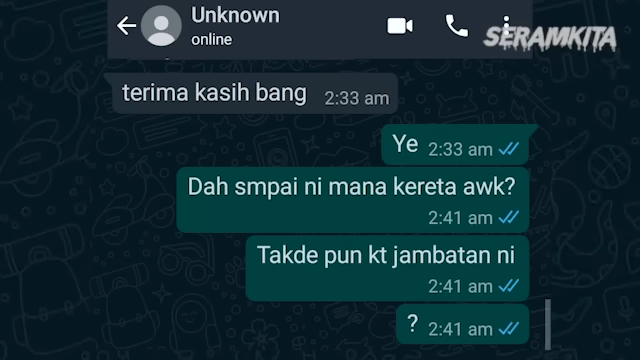 Unknown
online
SERAMKITA
terima kasih bang 2:33 am
Ye 2:33 am
Dah smpai ni mana kereta awk?
2:41 am
Takde pun kt jambatan ni
2:41 am
? 2:41 am